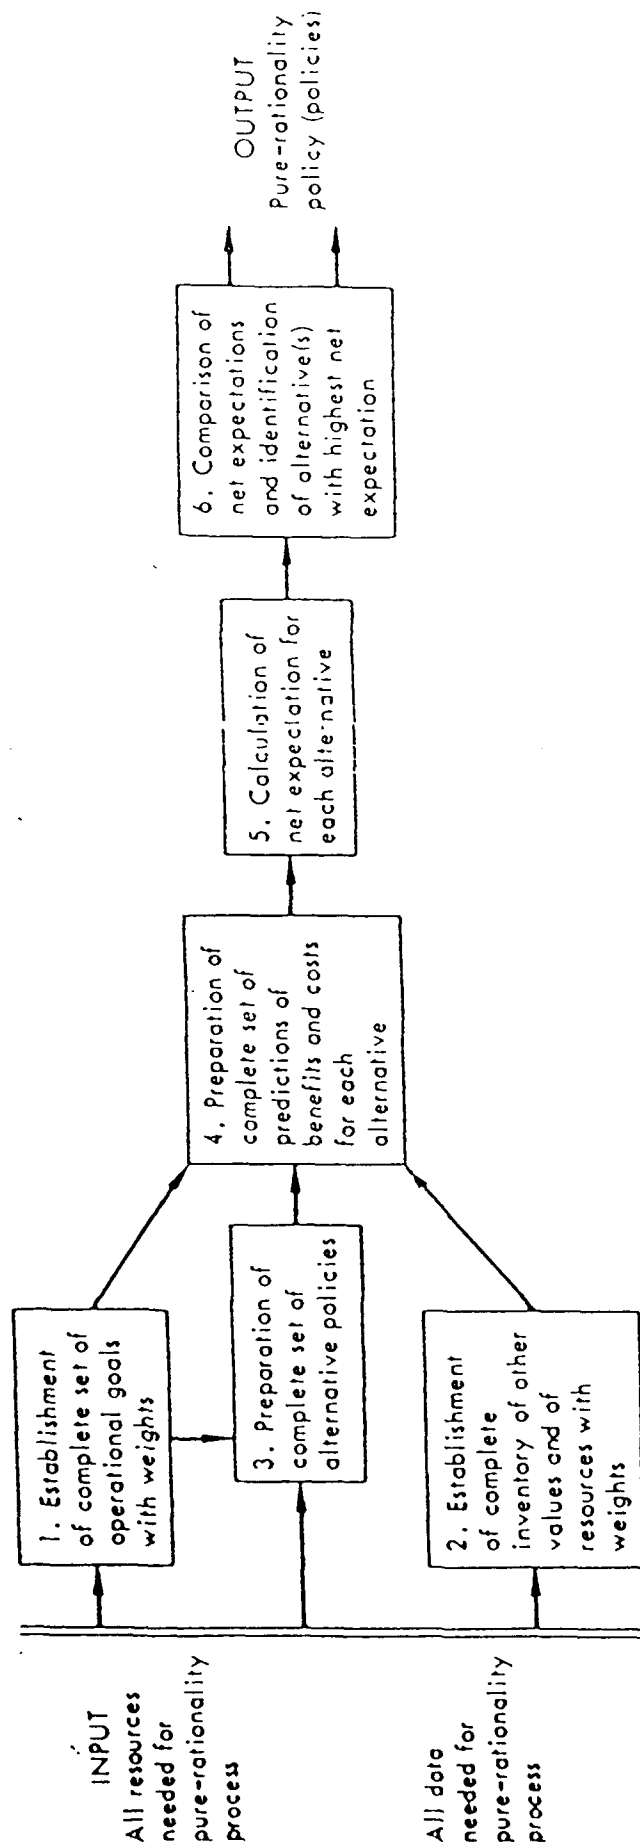 INPUT
All resources
needed for
pure-rationality
process
All data
needed for
pure-rationality
process
1. Establishment
of complete set of
operational goals
with weights
3. Preparation of
complete set of
alternative policies
2. Establishment
of complete
inventory of other
values and of
resources with
weights
4. Preparation of
complete set of
predictions of
benefits and costs
for each
alternative
5. Calculation of
net expectation for
each alternative
6. Comparison of
net expectations
and identification
of alternative(s)
with highest net
expectation
OUTPUT
Pure-rationality
policy (policies)